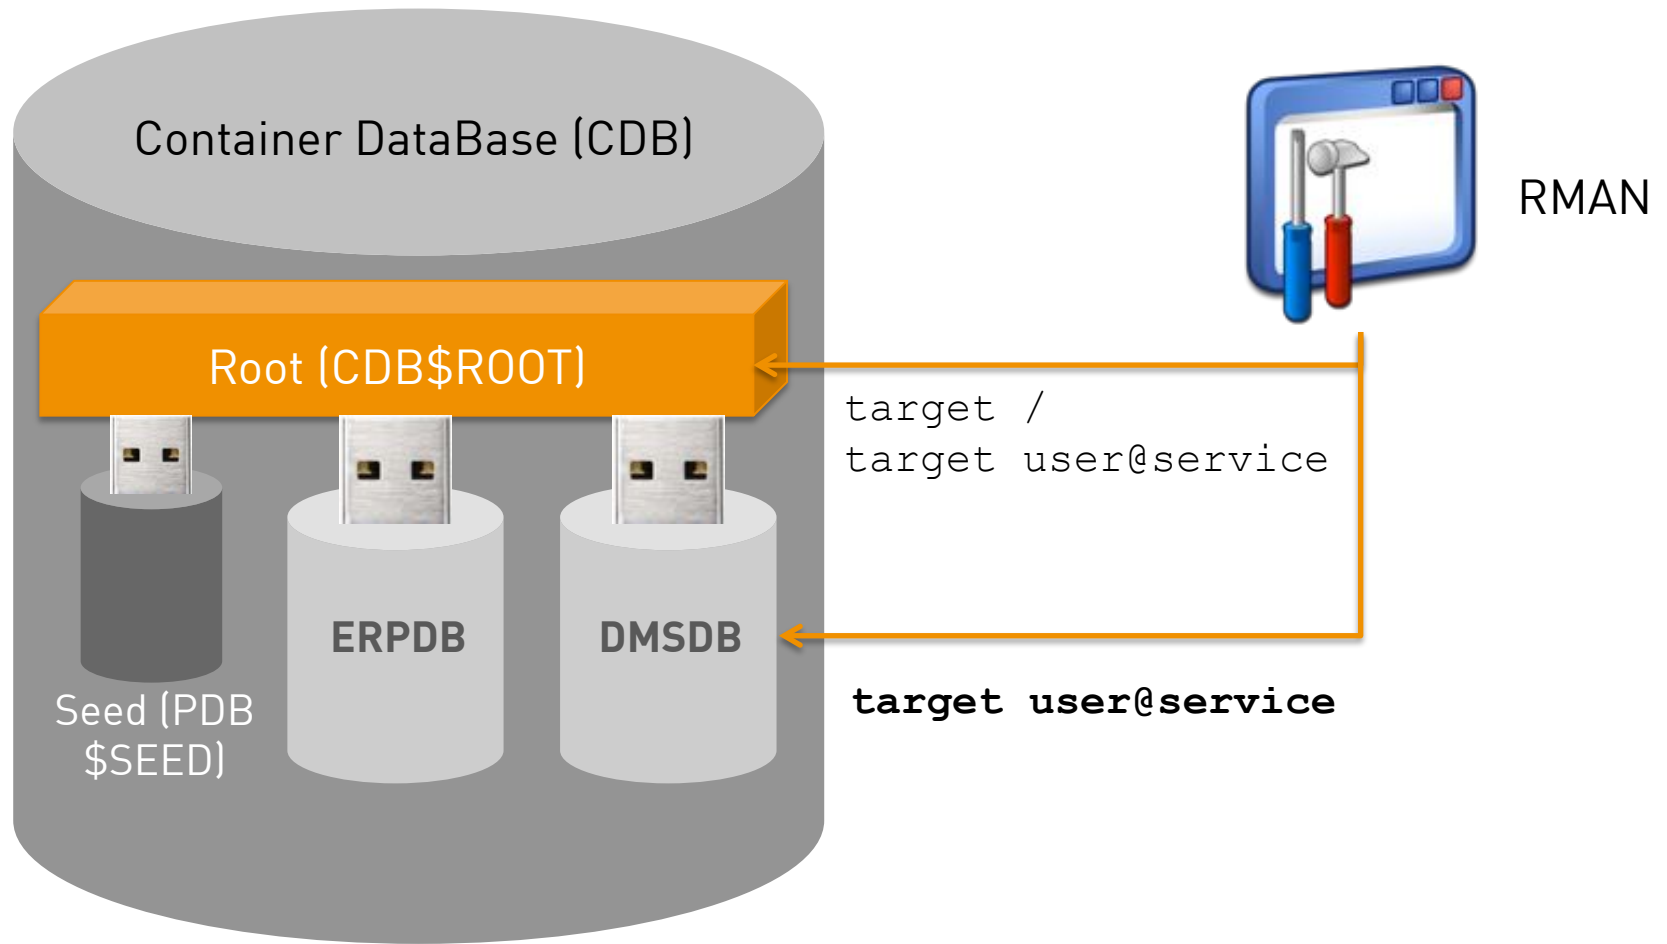 Container DataBase (CDB)
RMAN
Root (CDB$ROOT)
target /
target user@service
ERPDB
DMSDB
Seed (PDB
$SEED)
target user@service